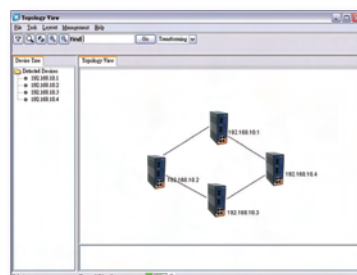 Topology View
File Task Layout Management Help
Find
Go
Transforming
Device Tree
Topology View
Detected Devices
192.168.10.1
192.168.10.2
192.168.10.3
192.168.10.4
192.168.10.1
192.168.10.2
192.168.10.4
192.168.10.3